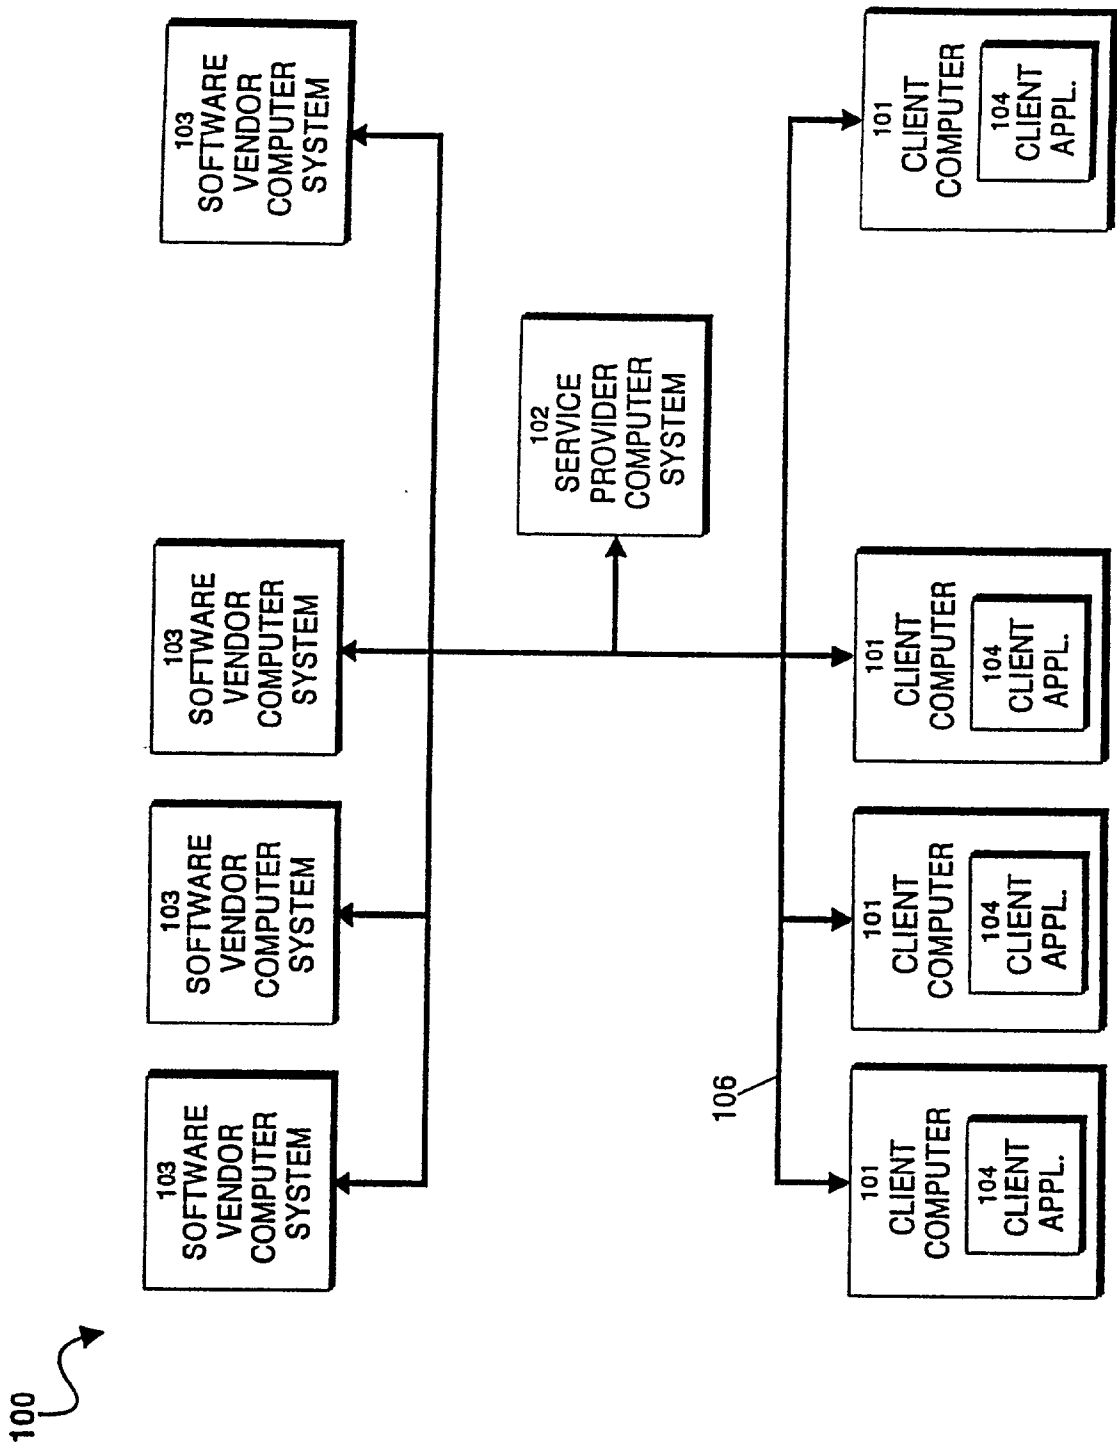 100
103
SOFTWARE
VENDOR
COMPUTER
SYSTEM
103
SOFTWARE
VENDOR
COMPUTER
SYSTEM
103
SOFTWARE
VENDOR
COMPUTER
SYSTEM
103
SOFTWARE
VENDOR
COMPUTER
SYSTEM
102
SERVICE
PROVIDER
COMPUTER
SYSTEM
106
101
CLIENT
COMPUTER
104
CLIENT
APPL.
101
CLIENT
COMPUTER
104
CLIENT
APPL.
101
CLIENT
COMPUTER
104
CLIENT
APPL.
101
CLIENT
COMPUTER
104
CLIENT
APPL.